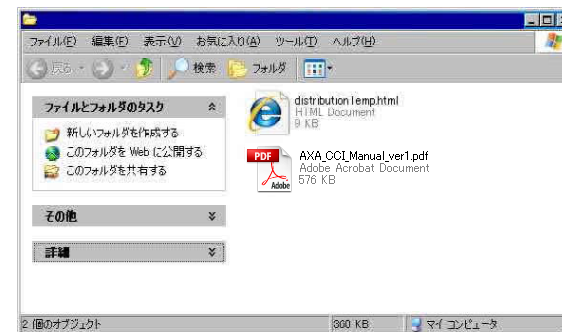 ファイル(F) 編集(E) 表示(V) お気に入り(A) ツール(T) ヘルプ(H)
戻る 検索 フォルダ
ファイルとフォルダのタスク
新しいフォルダを作成する
このフォルダを Web に公開する
このフォルダを共有する
その他
詳細
distribution1emp.html
HTML Document
9 KB
PDF
Adobe
AXA_CCI_Manual_ver1.pdf
Adobe Acrobat Document
576 KB
2 個のオブジェクト 360 KB マイ コンピュータ